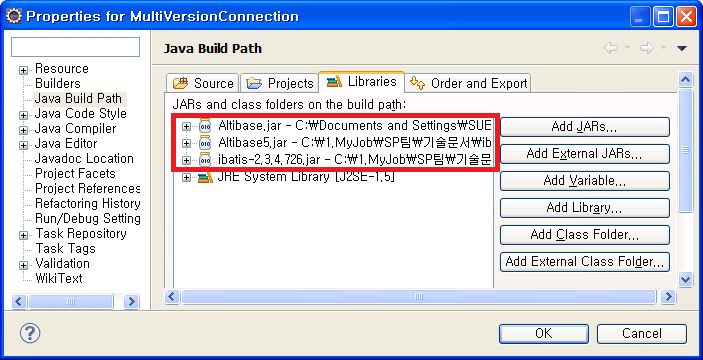 Properties for MultiVersionConnection
Java Build Path
Resource
Builders
Java Build Path
Java Code Style
Java Compiler
Java Editor
Javadoc Location
Project Facets
Project References
Refactoring History
Run/Debug Setting
Task Repository
Task Tags
Validation
WikiText
Source
Projects
Libraries
Order and Export
JARs and class folders on the build path:
Altibase.jar - C:₩Documents and Settings₩SUE
Altibase5.jar - C:₩1.MyJob₩SP팀₩기술문서₩ib
ibatis-2.3.4.726.jar - C:₩1.MyJob₩SP팀₩기술문
JRE System Library [J2SE-1.5]
Add JARs...
Add External JARs...
Add Variable...
Add Library...
Add Class Folder...
Add External Class Folder...
OK
Cancel